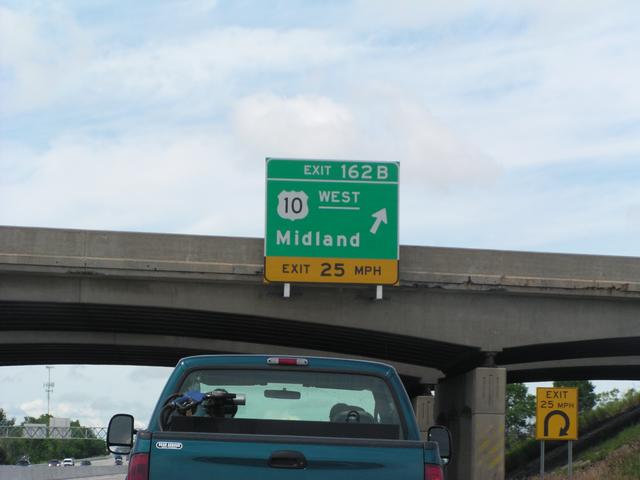 EXIT 162B
10 WEST
Midland
EXIT 25 MPH
EXIT
25 MPH